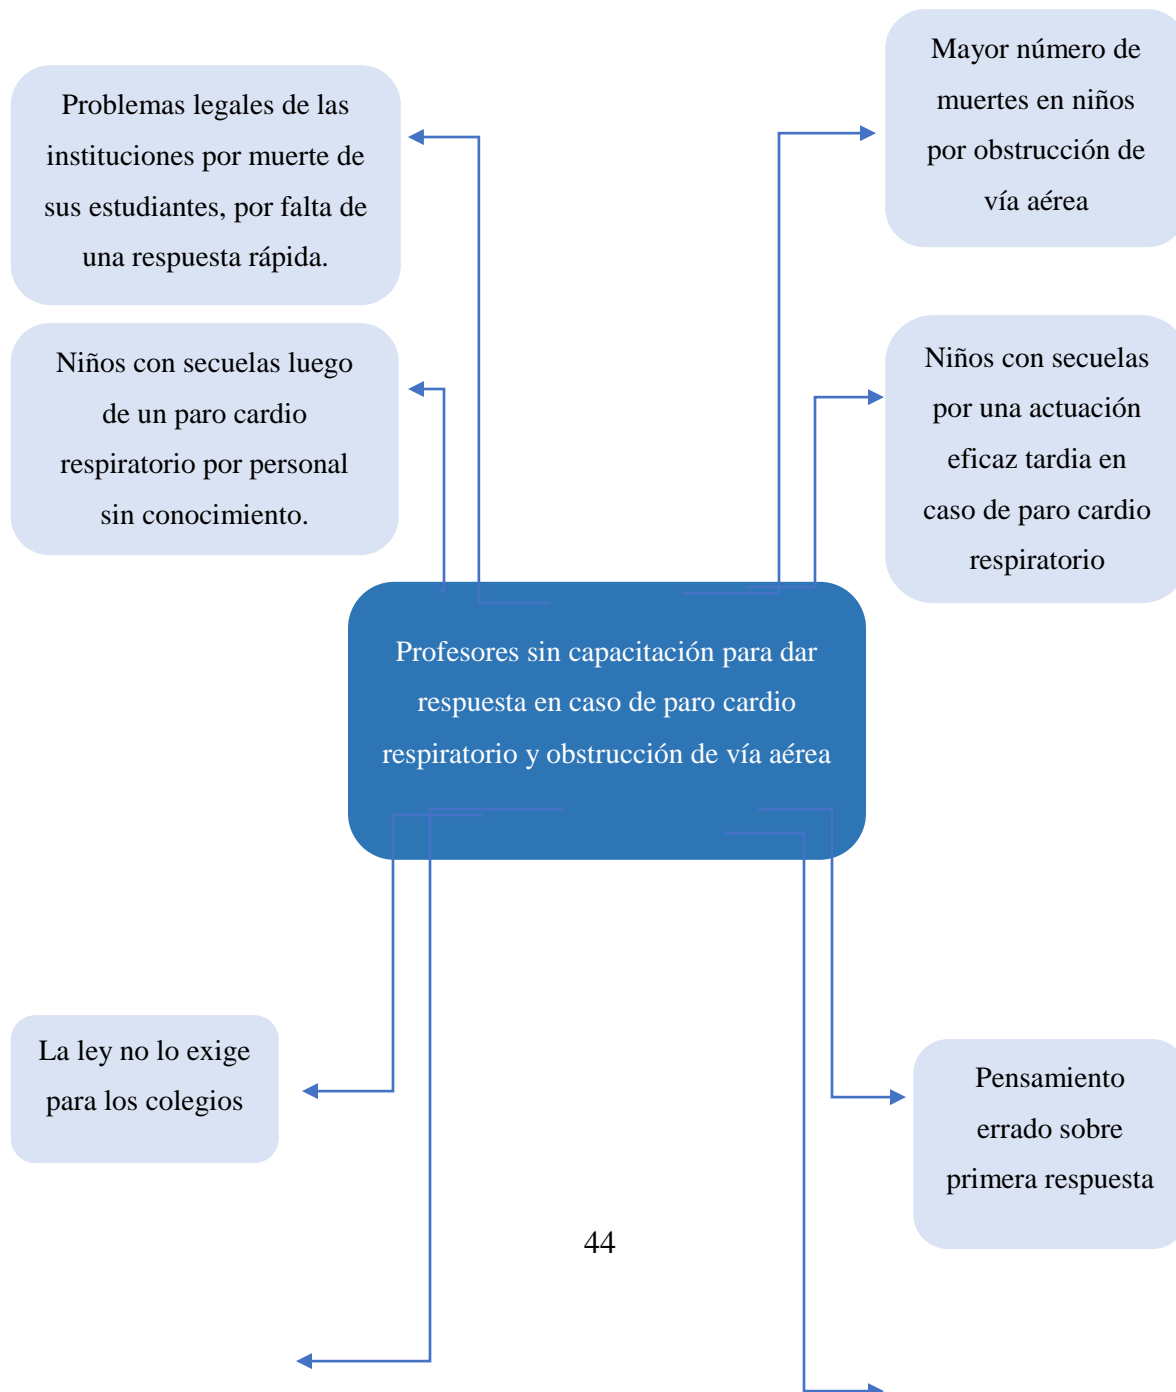 Problemas legales de las
instituciones por muerte de
sus estudiantes, por falta de
una respuesta rápida.
Mayor número de
muertes en niños
por obstrucción de
vía aérea
Niños con secuelas luego
de un paro cardio
respiratorio por personal
sin conocimiento.
Niños con secuelas
por una actuación
eficaz tardia en
caso de paro cardio
respiratorio
Profesores sin capacitación para dar
respuesta en caso de paro cardio
respiratorio y obstrucción de vía aérea
La ley no lo exige
para los colegios
Pensamiento
errado sobre
primera respuesta
44